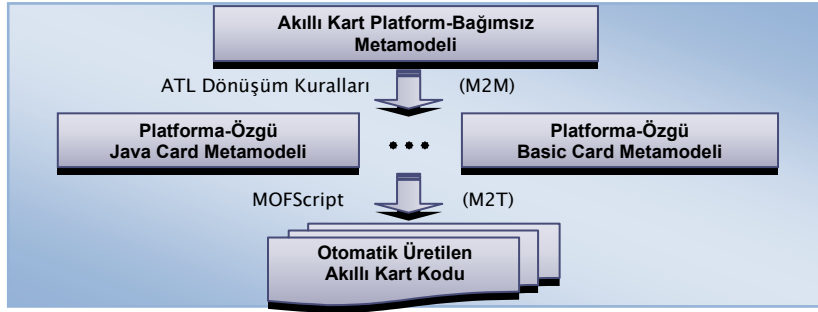 Akıllı Kart Platform-Bağımsız
Metamodeli
ATL Dönüşüm Kuralları (M2M)
Platforma-Özgü
Java Card Metamodeli
Platforma-Özgü
Basic Card Metamodeli
MOFScript (M2T)
Otomatik Üretilen
Akıllı Kart Kodu